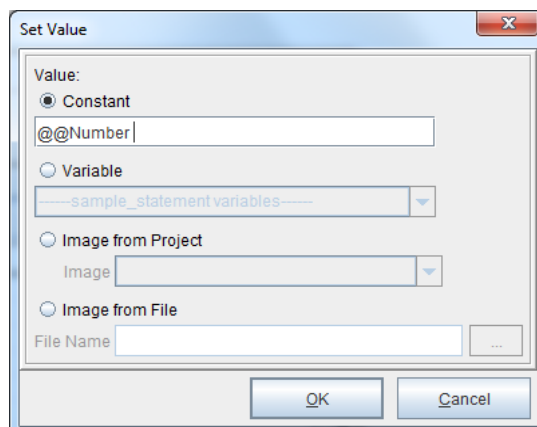 Set Value
Value:
Constant
@@Number
Variable
------sample_statement variables------
Image from Project
Image
Image from File
File Name
...
OK
Cancel